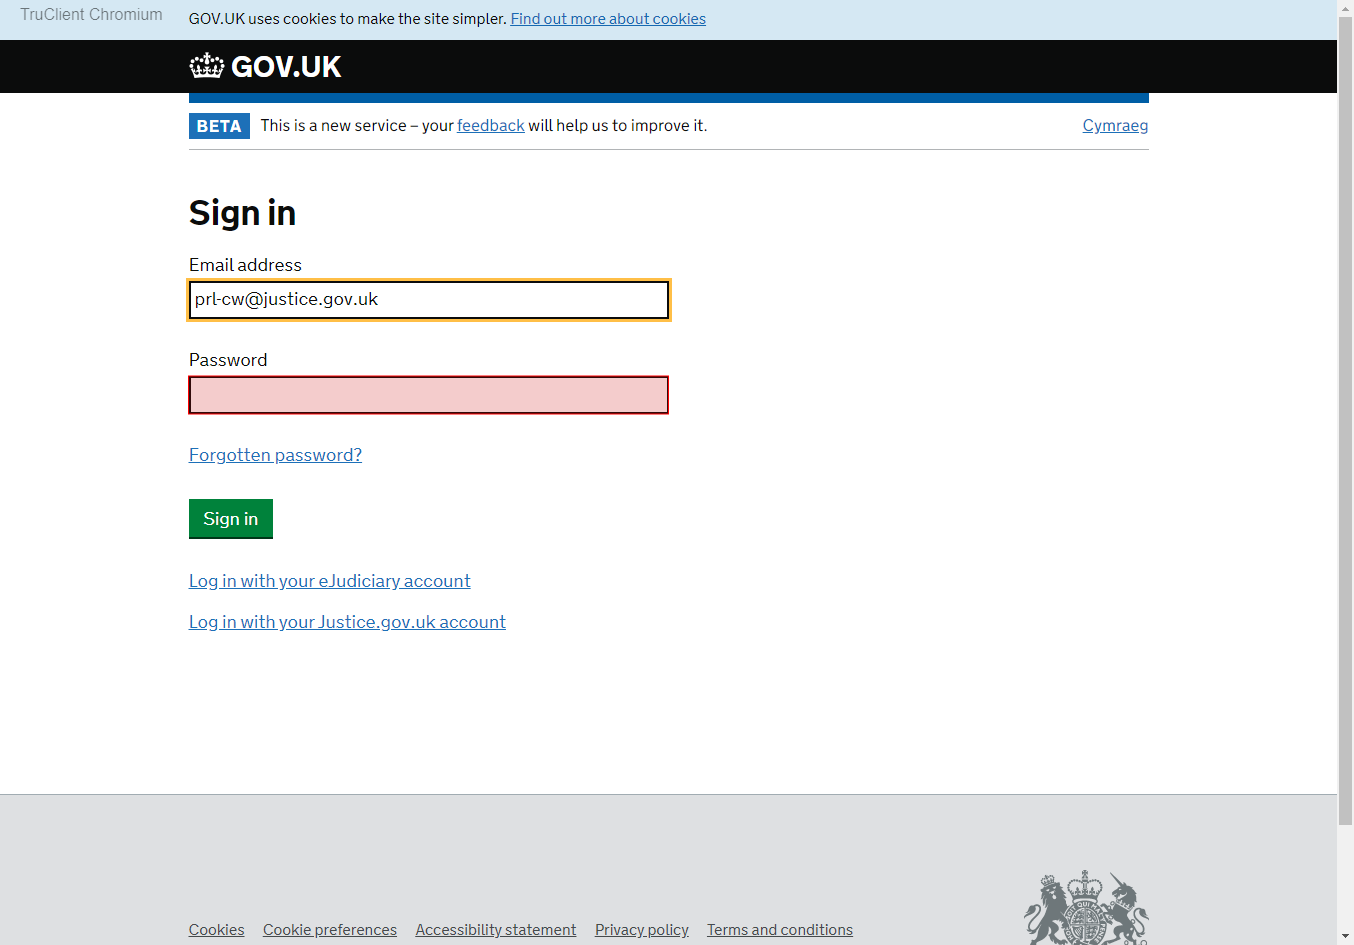 TruClient Chromium
GOV.UK uses cookies to make the site simpler. Find out more about cookies
GOV.UK
BETA This is a new service – your feedback will help us to improve it. Cymraeg
Sign in
Email address
prl-cw@justice.gov.uk
Password
Forgotten password?
Sign in
Log in with your eJudiciary account
Log in with your Justice.gov.uk account
Cookies Cookie preferences Accessibility statement Privacy policy Terms and conditions